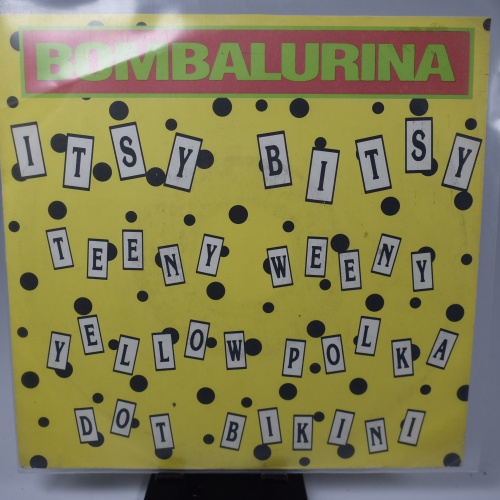 BOMBALURINA
ITSY BITSY
TEENY WEENY
YELLOW POLKA
DOT BIKINI